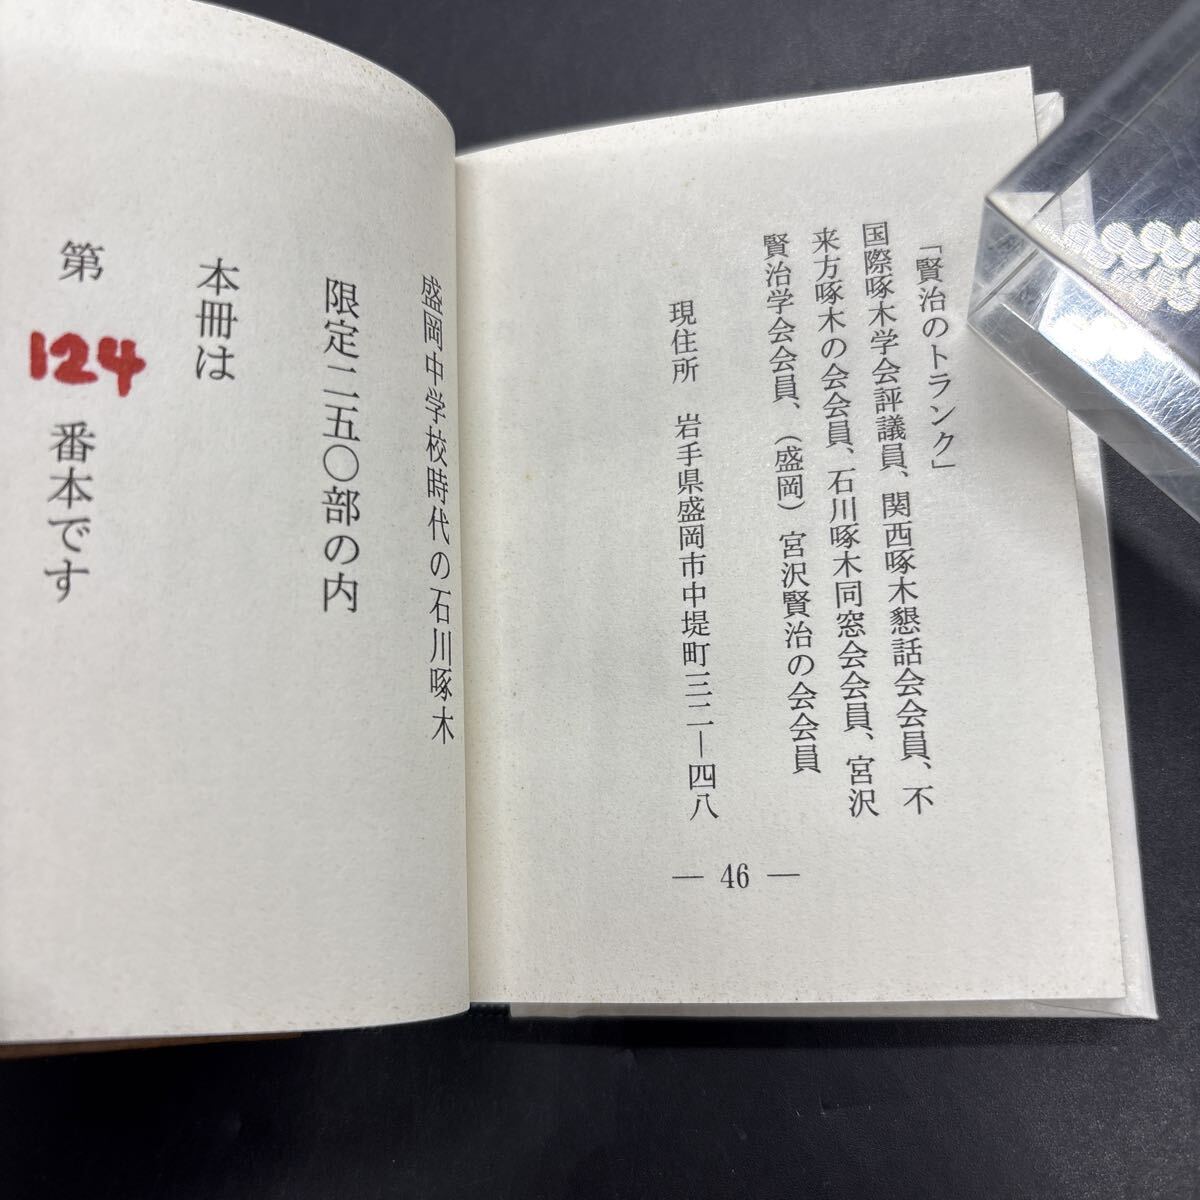 「賢治のトランク」
国際啄木学会評議員、関西啄木懇話会会員、不
来方啄木の会会員、石川啄木同窓会会員、宮沢
賢治学会会員、(盛岡)宮沢賢治の会会員
現住所 岩手県盛岡市中堤町三二―四八
― 46 ―
盛岡中学校時代の石川啄木
限定二五〇部の内
本冊は
第 124 番本です